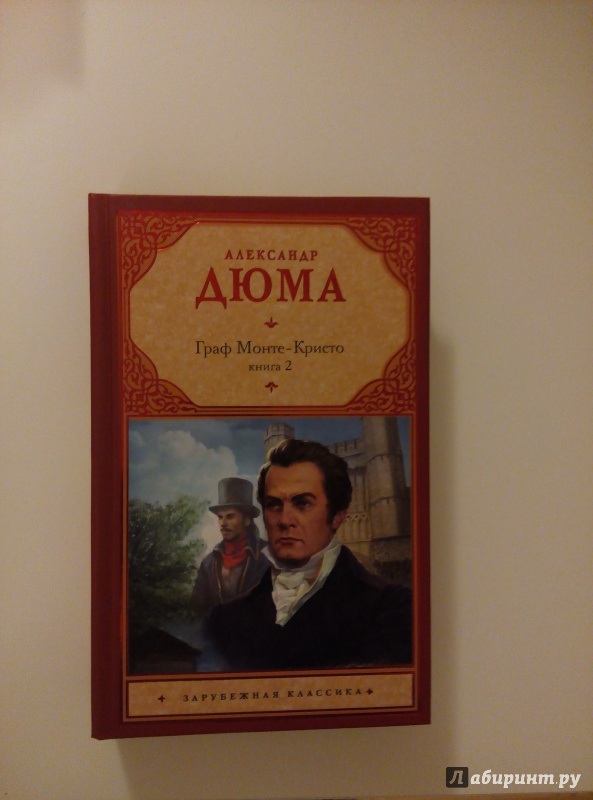 АЛЕКСАНДР
ДЮМА
Граф Монте-Кристо
книга 2
ЗАРУБЕЖНАЯ КЛАССИКА
Лабиринт.ру